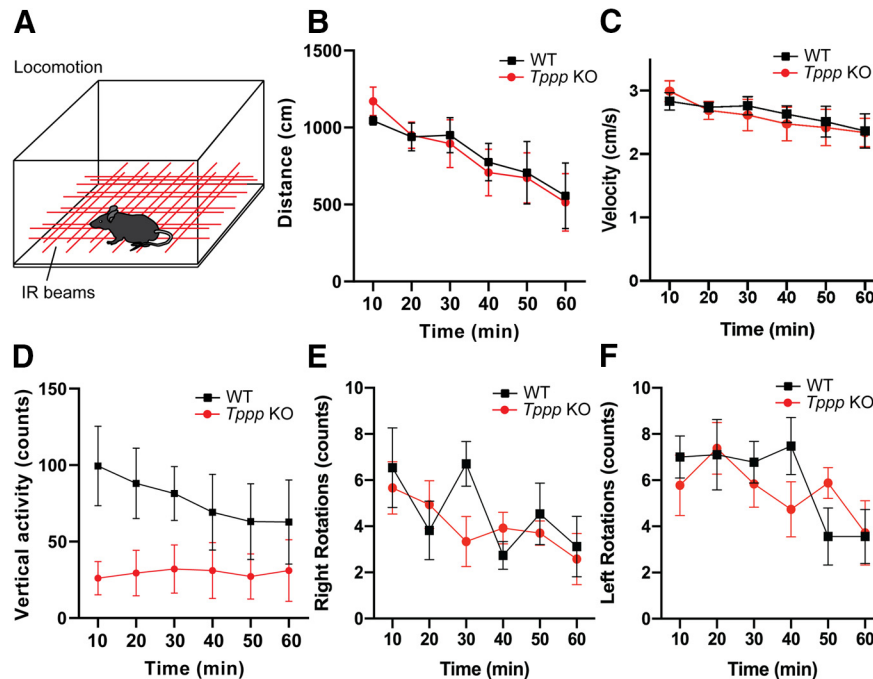 A
Locomotion
IR beams
B
Distance (cm)
1500
1000
500
0
10 20 30 40 50 60
Time (min)
WT
Tppp KO
C
Velocity (cm/s)
3
2
1
0
10 20 30 40 50 60
Time (min)
WT
Tppp KO
D
Vertical activity (counts)
150
100
50
0
10 20 30 40 50 60
Time (min)
WT
Tppp KO
E
Right Rotations (counts)
10
8
6
4
2
0
10 20 30 40 50 60
Time (min)
WT
Tppp KO
F
Left Rotations (counts)
10
8
6
4
2
0
10 20 30 40 50 60
Time (min)
WT
Tppp KO